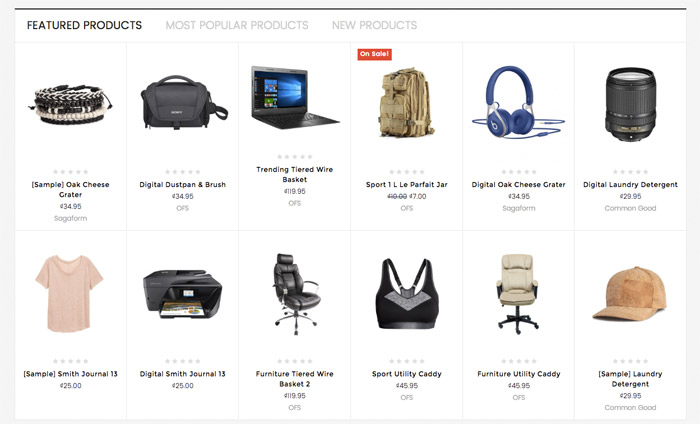 FEATURED PRODUCTS
MOST POPULAR PRODUCTS
NEW PRODUCTS
On Sale!
SONY
[Sample] Oak Cheese
Grater
₫34.95
Sagaform
Digital Dustpan & Brush
₫34.95
OFS
Trending Tiered Wire
Basket
₫119.95
OFS
Sport 1 L Le Parfait Jar
₫10.00 ₫7.00
OFS
Digital Oak Cheese Grater
₫34.95
Sagaform
Digital Laundry Detergent
₫29.95
Common Good
[Sample] Smith Journal 13
₫25.00
Digital Smith Journal 13
₫25.00
Furniture Tiered Wire
Basket 2
₫119.95
OFS
Sport Utility Caddy
₫45.95
OFS
Furniture Utility Caddy
₫45.95
OFS
[Sample] Laundry
Detergent
₫29.95
Common Good